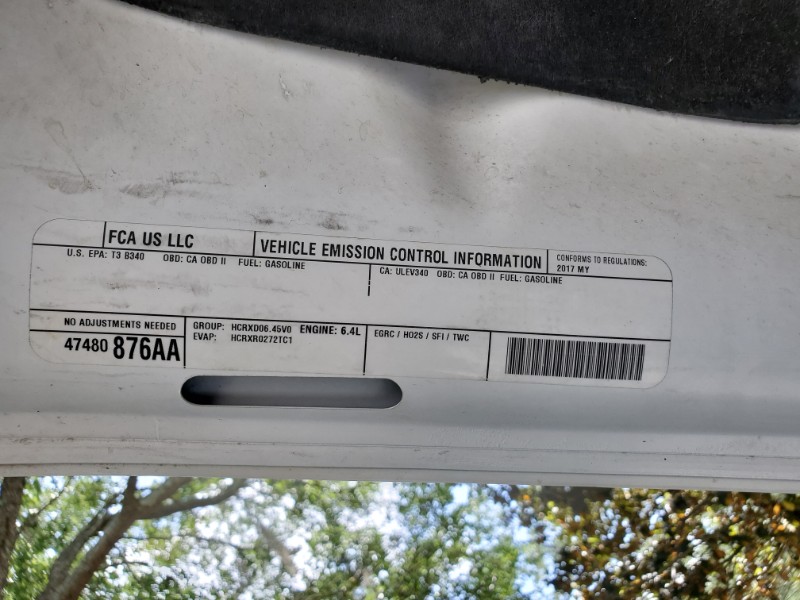 FCA US LLC
VEHICLE EMISSION CONTROL INFORMATION
CONFORMS TO REGULATIONS:
2017 MY
U.S. EPA: T3 B340 OBD: CA OBD II FUEL: GASOLINE
CA: ULEV340 OBD: CA OBD II FUEL: GASOLINE
NO ADJUSTMENTS NEEDED
47480 876AA
GROUP: HCRXD06.45V0 ENGINE: 6.4L
EVAP: HCRXR0272TC1
EGRC / HO2S / SFI / TWC